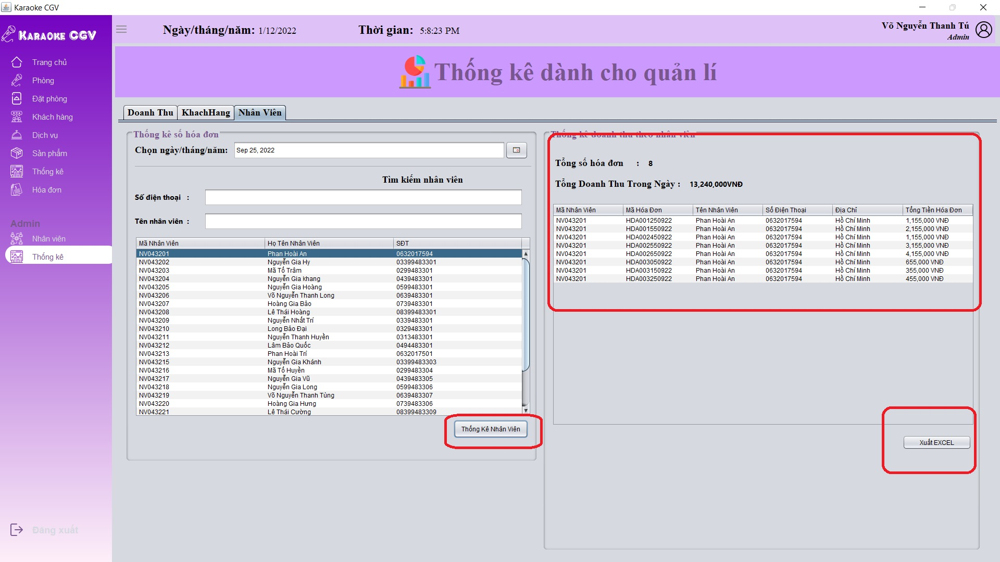 Karaoke CGV
KARAOKE CGV
Ngày/tháng/năm: 1/12/2022
Thời gian: 5:8:23 PM
Võ Nguyễn Thanh Tú
Admin
Trang chủ
Phòng
Đặt phòng
Khách hàng
Dịch vụ
Sản phẩm
Thống kê
Hóa đơn
Admin
Nhân viên
Thống kê
Đăng xuất
Thống kê dành cho quản lí
Doanh Thu KhachHang Nhân Viên
Thống kê số hóa đơn
Chọn ngày/tháng/năm: Sep 25, 2022
Tìm kiếm nhân viên
Số điện thoại :
Tên nhân viên :
Mã Nhân Viên Họ Tên Nhân Viên SĐT
NV043201 Phan Hoài An 0632017594
NV043202 Nguyễn Gia Hy 03399483301
NV043203 Mã Tố Trâm 0299483301
NV043204 Nguyễn Gia khang 0439483301
NV043205 Nguyễn Gia Hoàng 0599483301
NV043206 Võ Nguyễn Thanh Long 0639483301
NV043207 Hoàng Gia Bảo 0739483301
NV043208 Lê Thái Hoàng 08399483301
NV043209 Nguyễn Nhất Trí 0339483301
NV043210 Long Bảo Đại 0329483301
NV043211 Nguyễn Thanh Huyền 0313483301
NV043212 Lâm Bảo Quốc 0494483301
NV043213 Phan Hoài Trí 0632017501
NV043215 Nguyễn Gia Khánh 03399483303
NV043216 Mã Tố Huyền 0299483304
NV043217 Nguyễn Gia Vũ 0439483305
NV043218 Nguyễn Gia Long 0599483306
NV043219 Võ Nguyễn Thanh Tùng 0639483307
NV043220 Hoàng Gia Hưng 0739483306
NV043221 Lê Thái Cường 08399483309
Thống Kê Nhân Viên
Thống kê doanh thu theo nhân viên
Tổng số hóa đơn : 8
Tổng Doanh Thu Trong Ngày : 13,240,000VNĐ
Mã Nhân Viên Mã Hóa Đơn Tên Nhân Viên Số Điện Thoại Địa Chỉ Tổng Tiền Hóa Đơn
NV043201 HDA001250922 Phan Hoài An 0632017594 Hồ Chí Minh 1,155,000 VNĐ
NV043201 HDA001550922 Phan Hoài An 0632017594 Hồ Chí Minh 2,155,000 VNĐ
NV043201 HDA002450922 Phan Hoài An 0632017594 Hồ Chí Minh 1,155,000 VNĐ
NV043201 HDA002550922 Phan Hoài An 0632017594 Hồ Chí Minh 3,155,000 VNĐ
NV043201 HDA002650922 Phan Hoài An 0632017594 Hồ Chí Minh 4,155,000 VNĐ
NV043201 HDA003050922 Phan Hoài An 0632017594 Hồ Chí Minh 655,000 VNĐ
NV043201 HDA003150922 Phan Hoài An 0632017594 Hồ Chí Minh 355,000 VNĐ
NV043201 HDA003250922 Phan Hoài An 0632017594 Hồ Chí Minh 455,000 VNĐ
Xuất EXCEL